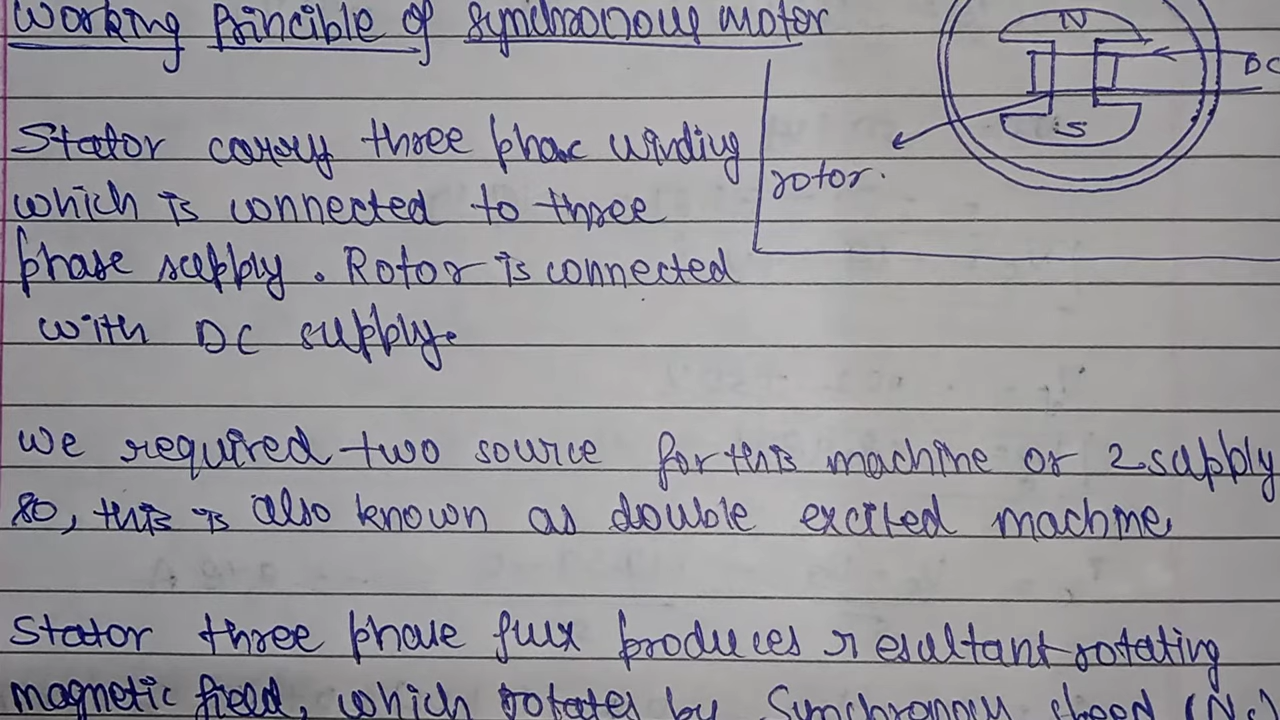 Working Principle of Synchronous motor
N
DC
S
rotor.
Stator carry three phase winding
which is connected to three
phase supply. Rotor is connected
with DC supply.
We required two source for this machine or 2 supply
so, this is also known as double excited machine
Stator three phase flux produces resultant rotating
magnetic field, which rotates by Synchronous speed (Ns)